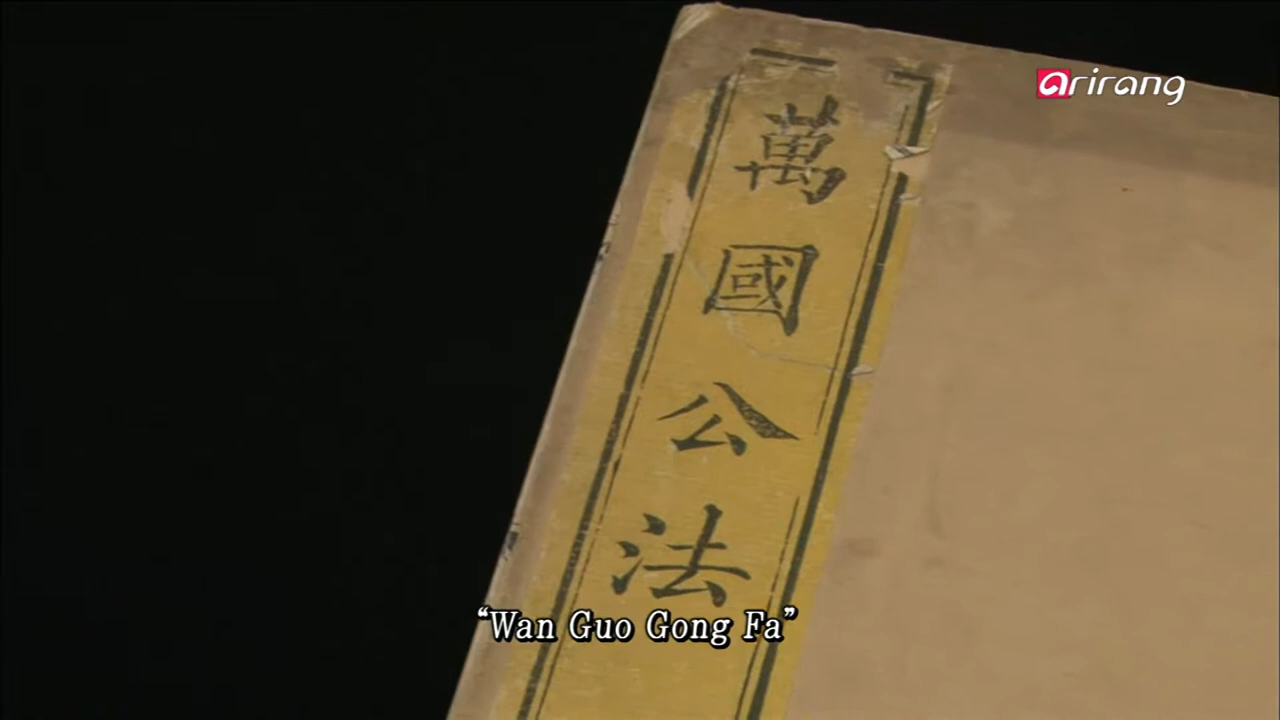 arirang
萬國公法
“Wan Guo Gong Fa”